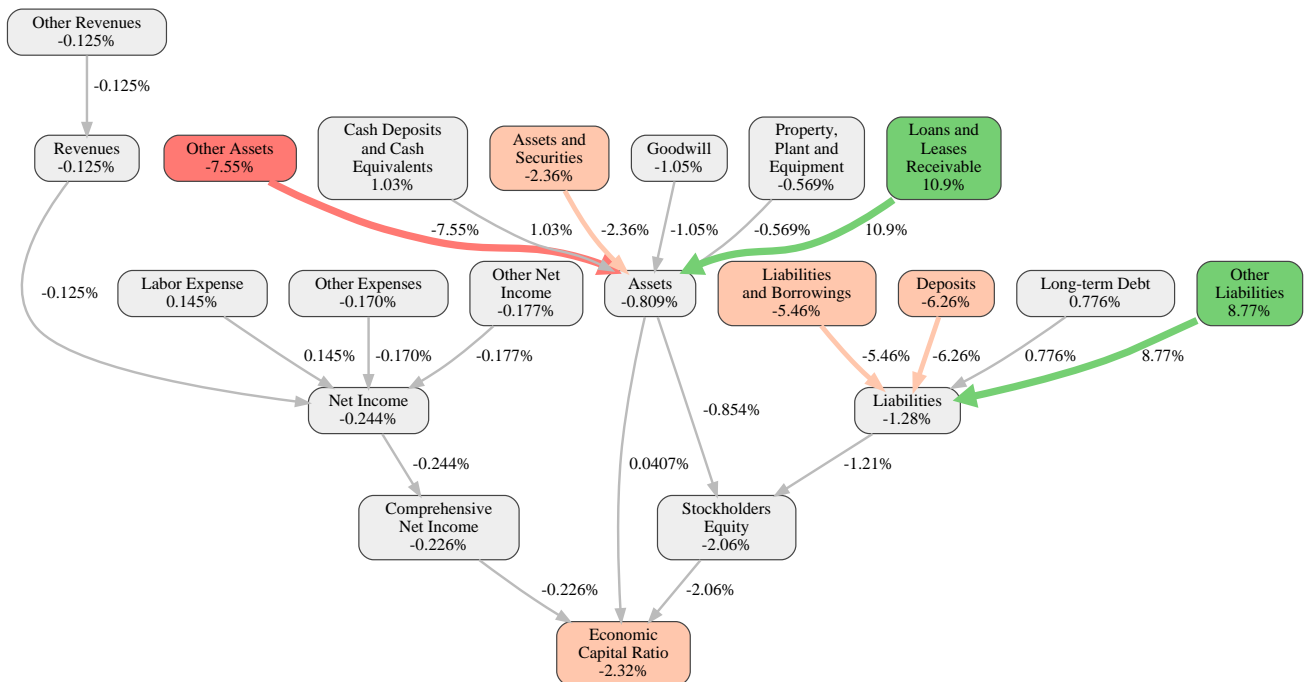 Other Revenues
-0.125%
-0.125%
Revenues
-0.125%
Other Assets
-7.55%
Cash Deposits
and Cash
Equivalents
1.03%
Assets and
Securities
-2.36%
Goodwill
-1.05%
Property,
Plant and
Equipment
-0.569%
Loans and
Leases
Receivable
10.9%
-7.55%
1.03%
-2.36%
-1.05%
-0.569%
10.9%
-0.125%
Labor Expense
0.145%
Other Expenses
-0.170%
Other Net
Income
-0.177%
Assets
-0.809%
Liabilities
and Borrowings
-5.46%
Deposits
-6.26%
Long-term Debt
0.776%
Other
Liabilities
8.77%
0.145%
-0.170%
-0.177%
-5.46%
-6.26%
0.776%
8.77%
Net Income
-0.244%
-0.854%
Liabilities
-1.28%
-0.244%
0.0407%
-1.21%
Comprehensive
Net Income
-0.226%
Stockholders
Equity
-2.06%
-0.226%
-2.06%
Economic
Capital Ratio
-2.32%